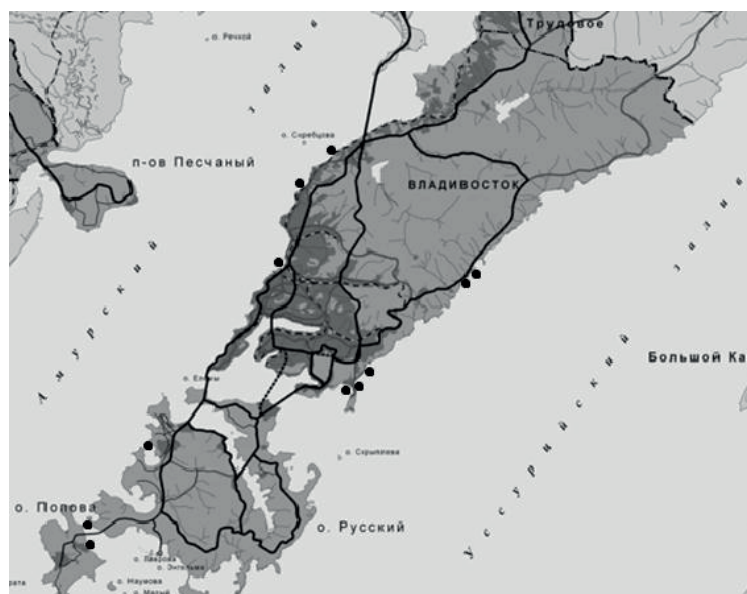 Трудовое
о. Речной
залив
о. Скребцова
п-ов Песчаный
ВЛАДИВОСТОК
залив
Амурский
Уссурийский
Большой Ка
о. Елены
о. Скрыплева
о. Попова
о. Русский
о. Лаврова
о. Энгельма
о. Наумова